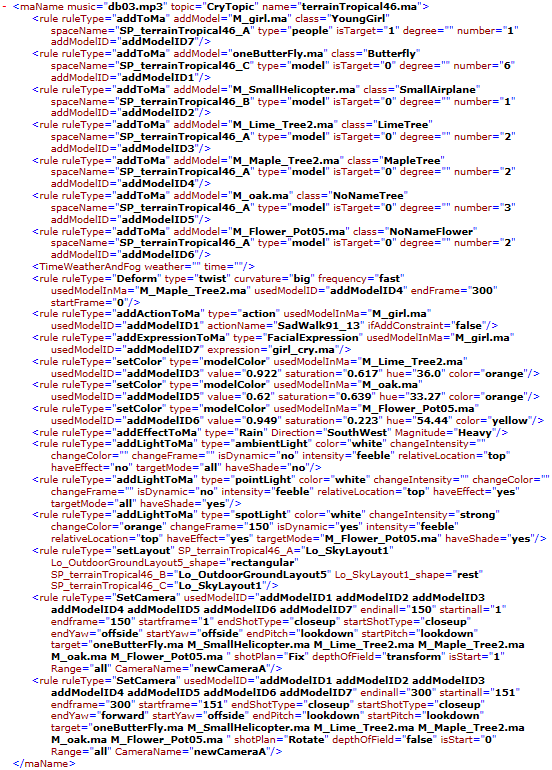 - <maName music="db03.mp3" topic="CryTopic" name="terrainTropical46.ma">
<rule ruleType="addToMa" addModel="M_girl.ma" class="YoungGirl"
spaceName="SP_terrainTropical46_A" type="people" isTarget="1" degree="" number="1"
addModelID="addModelID7"/>
<rule ruleType="addToMa" addModel="oneButterFly.ma" class="Butterfly"
spaceName="SP_terrainTropical46_C" type="model" isTarget="0" degree="" number="6"
addModelID="addModelID1"/>
<rule ruleType="addToMa" addModel="M_SmallHelicopter.ma" class="SmallAirplane"
spaceName="SP_terrainTropical46_B" type="model" isTarget="0" degree="" number="1"
addModelID="addModelID2"/>
<rule ruleType="addToMa" addModel="M_Lime_Tree2.ma" class="LimeTree"
spaceName="SP_terrainTropical46_A" type="model" isTarget="0" degree="" number="2"
addModelID="addModelID3"/>
<rule ruleType="addToMa" addModel="M_Maple_Tree2.ma" class="MapleTree"
spaceName="SP_terrainTropical46_A" type="model" isTarget="0" degree="" number="2"
addModelID="addModelID4"/>
<rule ruleType="addToMa" addModel="M_oak.ma" class="NoNameTree"
spaceName="SP_terrainTropical46_A" type="model" isTarget="0" degree="" number="3"
addModelID="addModelID5"/>
<rule ruleType="addToMa" addModel="M_Flower_Pot05.ma" class="NoNameFlower"
spaceName="SP_terrainTropical46_A" type="model" isTarget="0" degree="" number="2"
addModelID="addModelID6"/>
<TimeWeatherAndFog weather="" time=""/>
<rule ruleType="Deform" type="twist" curvature="big" frequency="fast"
usedModelInMa="M_Maple_Tree2.ma" usedModelID="addModelID4" endFrame="300"
startFrame="0"/>
<rule ruleType="addActionToMa" type="action" usedModelInMa="M_girl.ma"
usedModelID="addModelID1" actionName="SadWalk91_13" ifAddConstraint="false"/>
<rule ruleType="addExpressionToMa" type="FacialExpression" usedModelInMa="M_girl.ma"
usedModelID="addModelID7" expression="girl_cry.ma"/>
<rule ruleType="setColor" type="modelColor" usedModelInMa="M_Lime_Tree2.ma"
usedModelID="addModelID3" value="0.922" saturation="0.617" hue="36.0" color="orange"/>
<rule ruleType="setColor" type="modelColor" usedModelInMa="M_oak.ma"
usedModelID="addModelID5" value="0.62" saturation="0.639" hue="33.27" color="orange"/>
<rule ruleType="setColor" type="modelColor" usedModelInMa="M_Flower_Pot05.ma"
usedModelID="addModelID6" value="0.949" saturation="0.223" hue="54.44" color="yellow"/>
<rule ruleType="addEffectToMa" type="Rain" Direction="SouthWest" Magnitude="Heavy"/>
<rule ruleType="addLightToMa" type="ambientLight" color="white" changeIntensity=""
changeColor="" changeFrame="" isDynamic="no" intensity="feeble" relativeLocation="top"
haveEffect="no" targetMode="all" haveShade="no"/>
<rule ruleType="addLightToMa" type="pointLight" color="white" changeIntensity="" changeColor=""
changeFrame="" isDynamic="no" intensity="feeble" relativeLocation="top" haveEffect="yes"
targetMode="all" haveShade="yes"/>
<rule ruleType="addLightToMa" type="spotLight" color="white" changeIntensity="strong"
changeColor="orange" changeFrame="150" isDynamic="yes" intensity="feeble"
relativeLocation="top" haveEffect="yes" targetMode="M_Flower_Pot05.ma" haveShade="yes"/>
<rule ruleType="setLayout" SP_terrainTropical46_A="Lo_SkyLayout1"
Lo_OutdoorGroundLayout5_shape="rectangular"
SP_terrainTropical46_B="Lo_OutdoorGroundLayout5" Lo_SkyLayout1_shape="rest"
SP_terrainTropical46_C="Lo_SkyLayout1"/>
<rule ruleType="SetCamera" usedModelID="addModelID1 addModelID2 addModelID3
addModelID4 addModelID5 addModelID6 addModelID7" endinall="150" startinall="1"
endframe="150" startframe="1" endShotType="closeup" startShotType="closeup"
endYaw="offside" startYaw="offside" endPitch="lookdown" startPitch="lookdown"
target="oneButterFly.ma M_SmallHelicopter.ma M_Lime_Tree2.ma M_Maple_Tree2.ma
M_oak.ma M_Flower_Pot05.ma " shotPlan="Fix" depthOfField="transform" isStart="1"
Range="all" CameraName="newCameraA"/>
<rule ruleType="SetCamera" usedModelID="addModelID1 addModelID2 addModelID3
addModelID4 addModelID5 addModelID6 addModelID7" endinall="300" startinall="151"
endframe="300" startframe="151" endShotType="closeup" startShotType="closeup"
endYaw="forward" startYaw="offside" endPitch="lookdown" startPitch="lookdown"
target="oneButterFly.ma M_SmallHelicopter.ma M_Lime_Tree2.ma M_Maple_Tree2.ma
M_oak.ma M_Flower_Pot05.ma " shotPlan="Rotate" depthOfField="false" isStart="0"
Range="all" CameraName="newCameraA"/>
</maName>